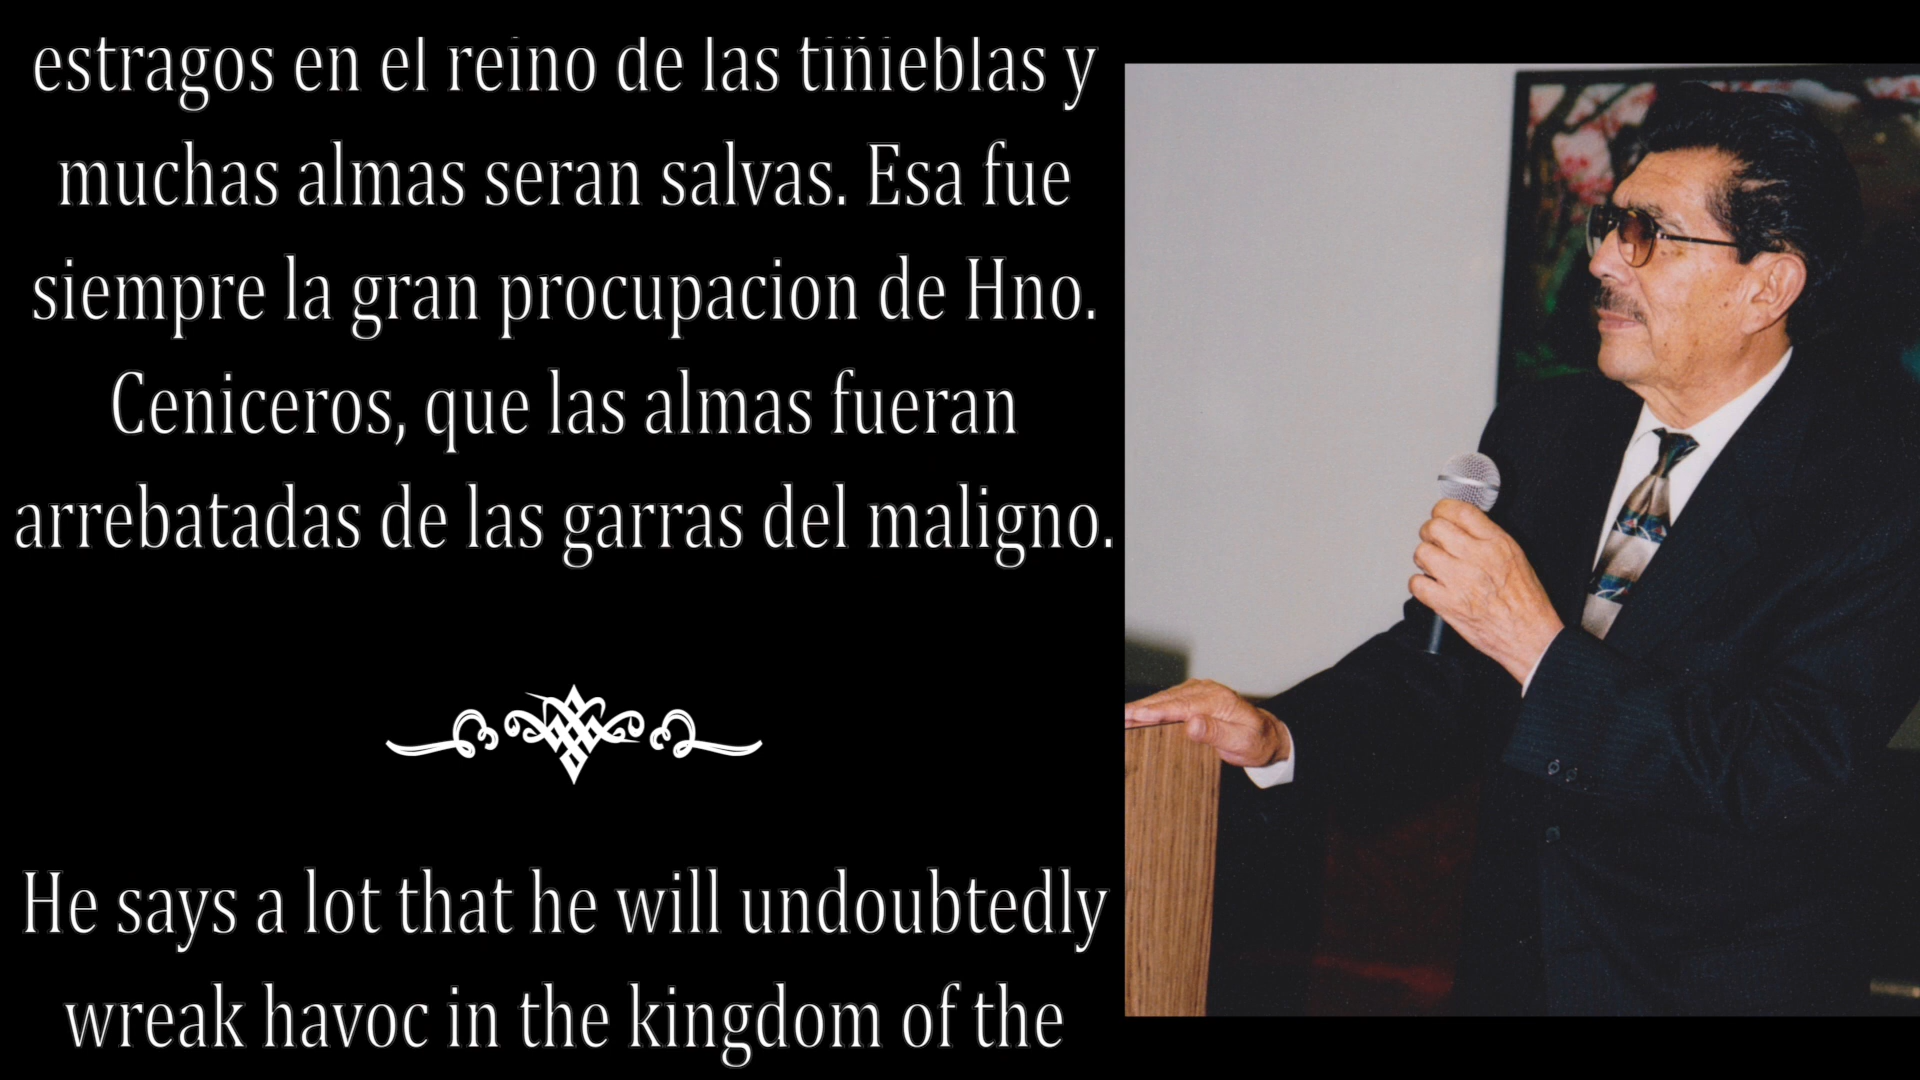 estragos en el reino de las tiñieblas y
muchas almas seran salvas. Esa fue
siempre la gran procupacion de Hno.
Ceniceros, que las almas fueran
arrebatadas de las garras del maligno.
He says a lot that he will undoubtedly
wreak havoc in the kingdom of the